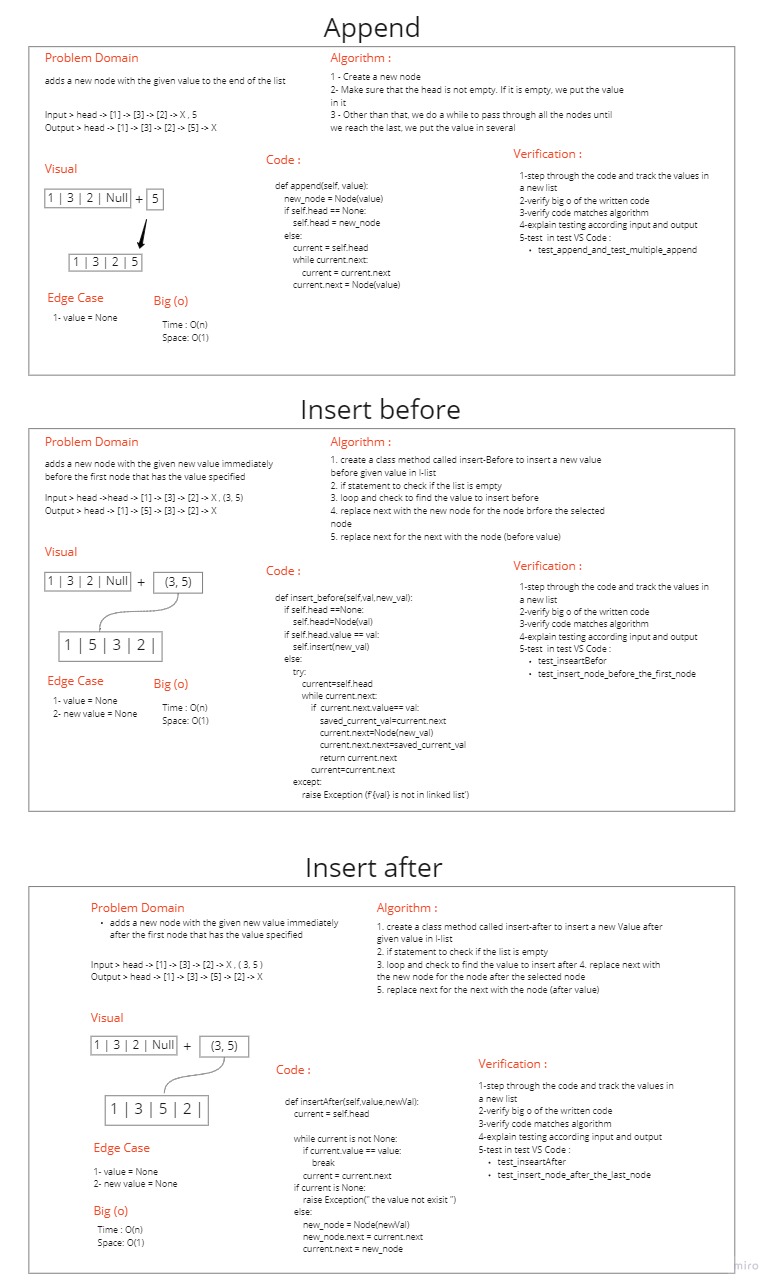 Append
Problem Domain
adds a new node with the given value to the end of the list
Input > head -> [1] -> [3] -> [2] -> X , 5
Output > head -> [1] -> [3] -> [2] -> [5] -> X
Algorithm :
1 - Create a new node
2- Make sure that the head is not empty. If it is empty, we put the value
in it
3 - Other than that, we do a while to pass through all the nodes until
we reach the last, we put the value in several
Visual
1 | 3 | 2 | Null + 5
1 | 3 | 2 | 5
Edge Case
1- value = None
Big (o)
Time : O(n)
Space: O(1)
Code :
def append(self, value):
new_node = Node(value)
if self.head == None:
self.head = new_node
else:
current = self.head
while current.next:
current = current.next
current.next = Node(value)
Verification :
1-step through the code and track the values in
a new list
2-verify big o of the written code
3-verify code matches algorithm
4-explain testing according input and output
5-test in test VS Code :
• test_append_and_test_multiple_append
Insert before
Problem Domain
adds a new node with the given new value immediately
before the first node that has the value specified
Input > head ->head -> [1] -> [3] -> [2] -> X , (3, 5)
Output > head -> [1] -> [5] -> [3] -> [2] -> X
Algorithm :
1. create a class method called insert-Before to insert a new value
before given value in l-list
2. if statement to check if the list is empty
3. loop and check to find the value to insert before
4. replace next with the new node for the node brfore the selected
node
5. replace next for the next with the node (before value)
Visual
1 | 3 | 2 | Null + (3, 5)
1 | 5 | 3 | 2 |
Edge Case
1- value = None
2- new value = None
Big (o)
Time : O(n)
Space: O(1)
Code :
def insert_before(self,val,new_val):
if self.head ==None:
self.head=Node(val)
if self.head.value == val:
self.insert(new_val)
else:
try:
current=self.head
while current.next:
if current.next.value== val:
saved_current_val=current.next
current.next=Node(new_val)
current.next.next=saved_current_val
return current.next
current=current.next
except:
raise Exception (f'{val} is not in linked list')
Verification :
1-step through the code and track the values in
a new list
2-verify big o of the written code
3-verify code matches algorithm
4-explain testing according input and output
5-test in test VS Code :
• test_inseartBefor
• test_insert_node_before_the_first_node
Insert after
Problem Domain
• adds a new node with the given new value immediately
after the first node that has the value specified
Input > head -> [1] -> [3] -> [2] -> X , ( 3, 5 )
Output > head -> [1] -> [3] -> [5] -> [2] -> X
Algorithm :
1. create a class method called insert-after to insert a new Value after
given value in l-list
2. if statement to check if the list is empty
3. loop and check to find the value to insert after 4. replace next with
the new node for the node after the selected node
5. replace next for the next with the node (after value)
Visual
1 | 3 | 2 | Null + (3, 5)
1 | 3 | 5 | 2 |
Edge Case
1- value = None
2- new value = None
Big (o)
Time : O(n)
Space: O(1)
Code :
def insertAfter(self,value,newVal):
current = self.head
while current is not None:
if current.value == value:
break
current = current.next
if current is None:
raise Exception(" the value not exisit ")
else:
new_node = Node(newVal)
new_node.next = current.next
current.next = new_node
Verification :
1-step through the code and track the values in
a new list
2-verify big o of the written code
3-verify code matches algorithm
4-explain testing according input and output
5-test in test VS Code :
• test_inseartAfter
• test_insert_node_after_the_last_node
miro